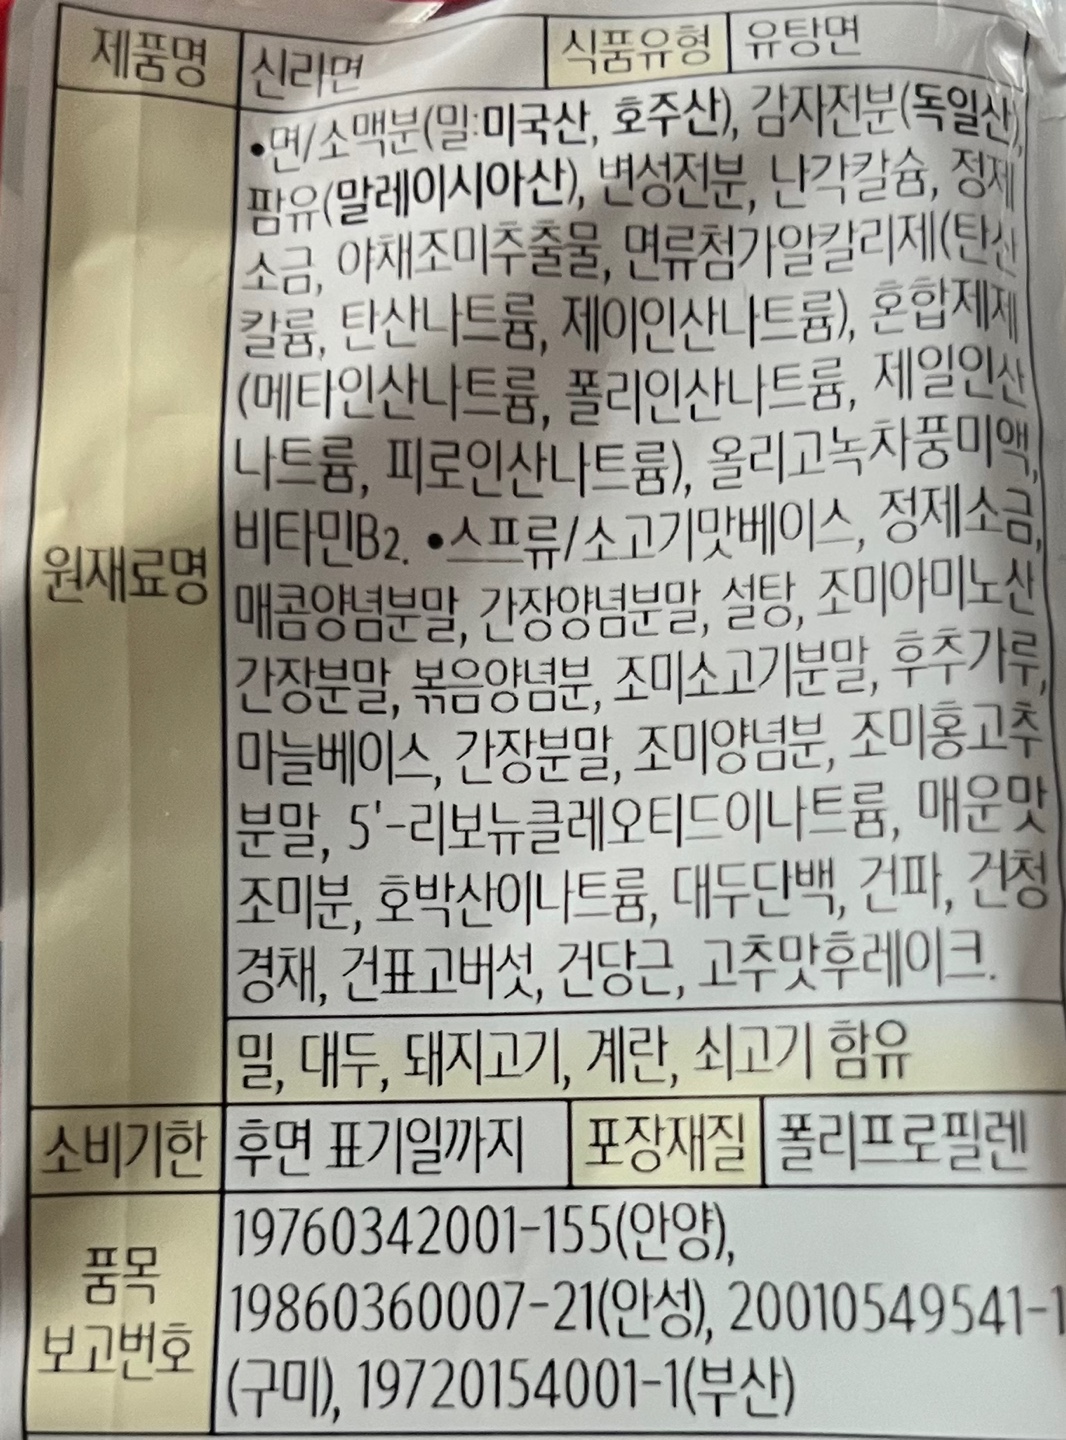 제품명 신라면 식품유형 유탕면
•면/소맥분(밀:미국산, 호주산), 감자전분(독일산),
팜유(말레이시아산), 변성전분, 난각칼슘, 정제
소금, 야채조미추출물, 면류첨가알칼리제(탄산
칼륨, 탄산나트륨, 제이인산나트륨), 혼합제제
(메타인산나트륨, 폴리인산나트륨, 제일인산
나트륨, 피로인산나트륨), 올리고녹차풍미액,
비타민B2. •스프류/소고기맛베이스, 정제소금,
원재료명
매콤양념분말, 간장양념분말, 설탕, 조미아미노산
간장분말, 볶음양념분, 조미소고기분말, 후추가루,
마늘베이스, 간장분말, 조미양념분, 조미홍고추
분말, 5'-리보뉴클레오티드이나트륨, 매운맛
조미분, 호박산이나트륨, 대두단백, 건파, 건청
경채, 건표고버섯, 건당근, 고추맛후레이크.
밀, 대두, 돼지고기, 계란, 쇠고기 함유
소비기한 후면 표기일까지 포장재질 폴리프로필렌
품목
보고번호
19760342001-155(안양),
19860360007-21(안성), 20010549541-1
(구미), 19720154001-1(부산)